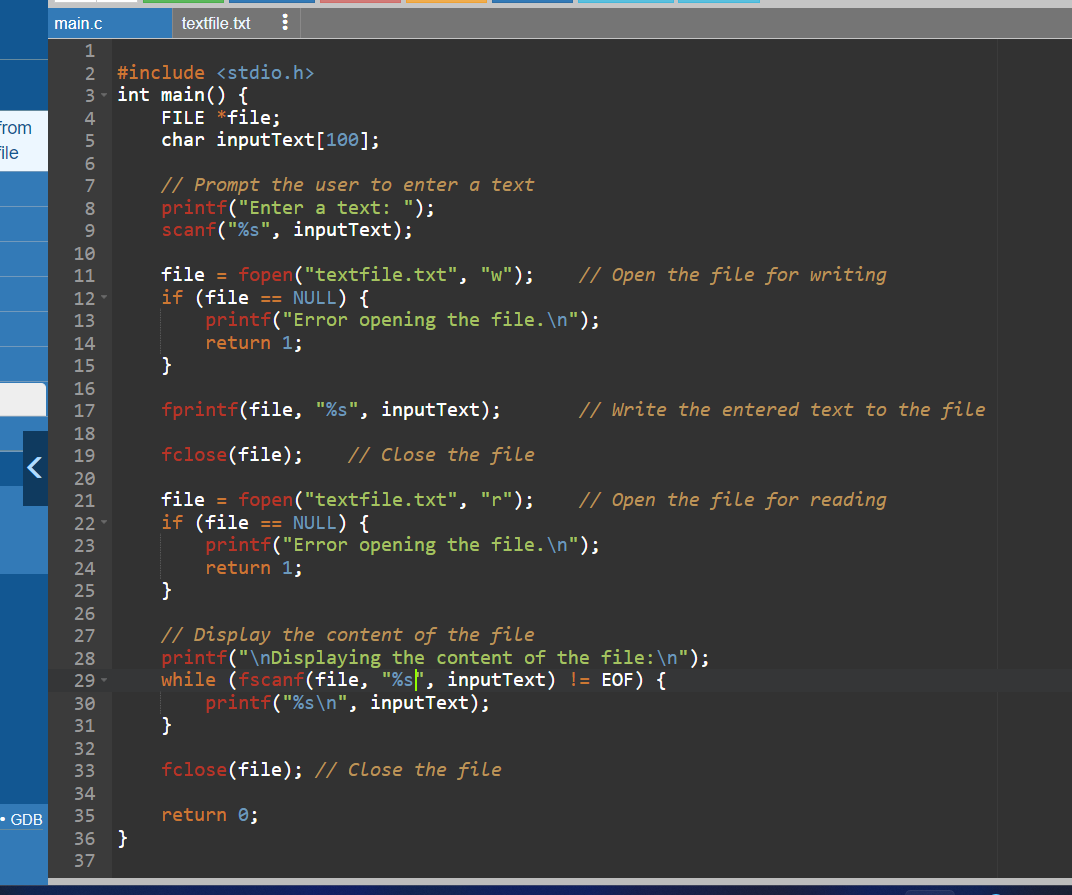 main.c
textfile.txt
from
file
1
2 #include <stdio.h>
3 int main() {
4     FILE *file;
5     char inputText[100];
6
7     // Prompt the user to enter a text
8     printf("Enter a text: ");
9     scanf("%s", inputText);
10
11     file = fopen("textfile.txt", "w");    // Open the file for writing
12     if (file == NULL) {
13         printf("Error opening the file.\n");
14         return 1;
15     }
16
17     fprintf(file, "%s", inputText);       // Write the entered text to the file
18
19     fclose(file);    // Close the file
20
21     file = fopen("textfile.txt", "r");    // Open the file for reading
22     if (file == NULL) {
23         printf("Error opening the file.\n");
24         return 1;
25     }
26
27     // Display the content of the file
28     printf("\nDisplaying the content of the file:\n");
29     while (fscanf(file, "%s", inputText) != EOF) {
30         printf("%s\n", inputText);
31     }
32
33     fclose(file); // Close the file
34
35     return 0;
36 }
37
• GDB